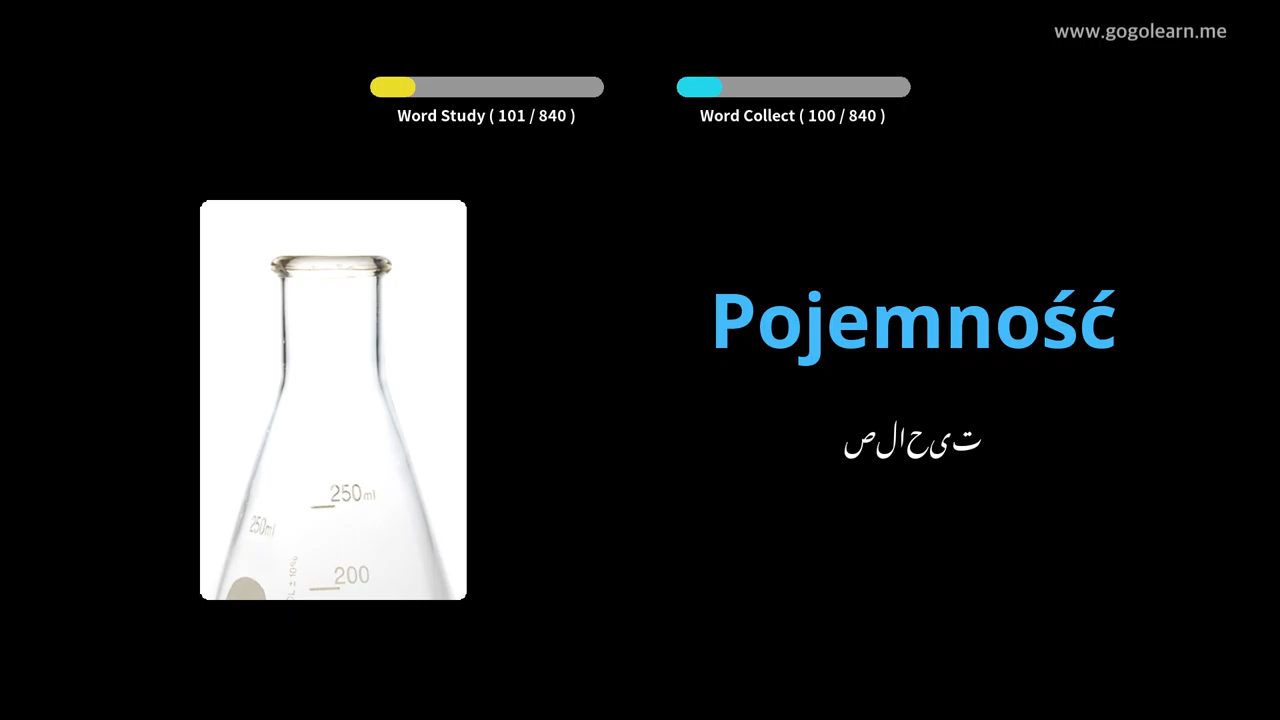 www.gogolearn.me
Word Study ( 101 / 840 )
Word Collect ( 100 / 840 )
Pojemność
صلاحیت
250ml
250ml
200